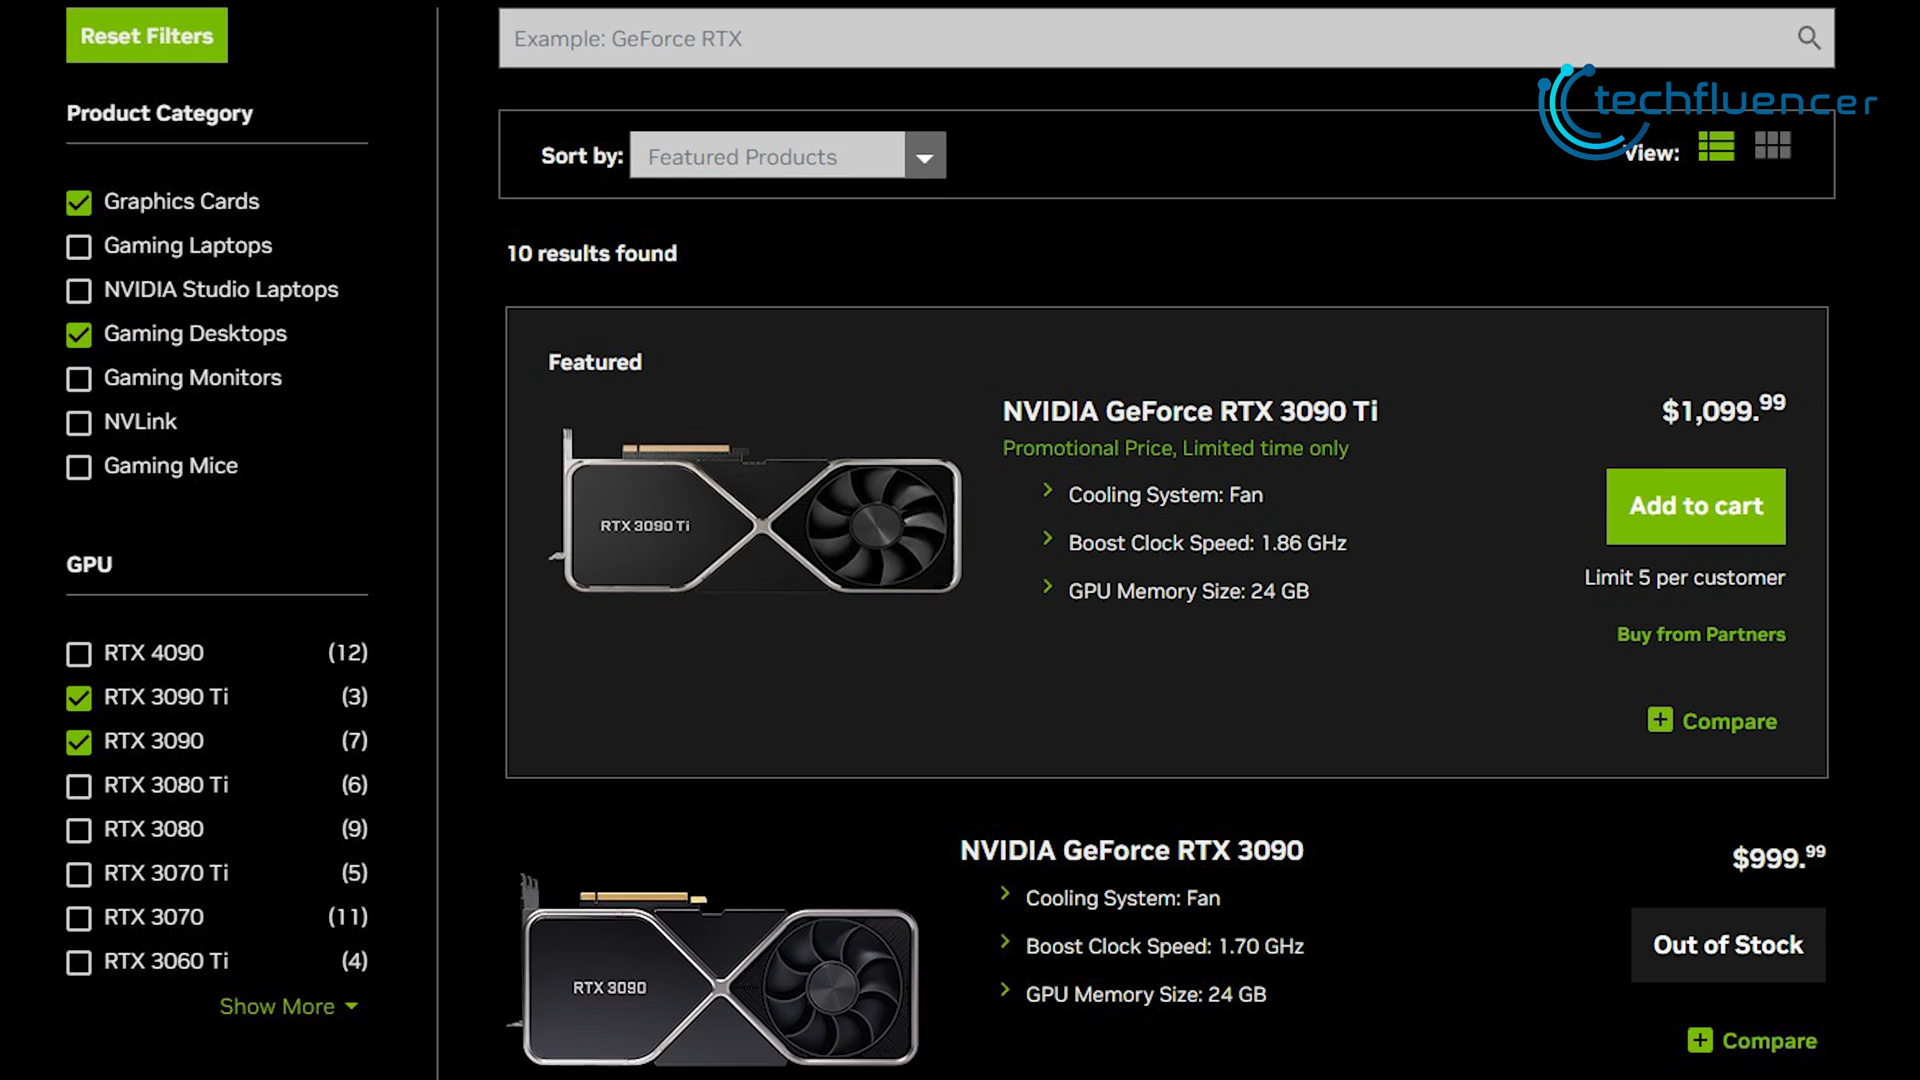 Reset Filters
Product Category
Graphics Cards
Gaming Laptops
NVIDIA Studio Laptops
Gaming Desktops
Gaming Monitors
NVLink
Gaming Mice
GPU
RTX 4090 (12)
RTX 3090 Ti (3)
RTX 3090 (7)
RTX 3080 Ti (6)
RTX 3080 (9)
RTX 3070 Ti (5)
RTX 3070 (11)
RTX 3060 Ti (4)
Show More
Example: GeForce RTX
techfluencer
Sort by: Featured Products
View:
10 results found
Featured
RTX 3090 Ti
NVIDIA GeForce RTX 3090 Ti
Promotional Price, Limited time only
Cooling System: Fan
Boost Clock Speed: 1.86 GHz
GPU Memory Size: 24 GB
$1,099.99
Add to cart
Limit 5 per customer
Buy from Partners
Compare
RTX 3090
NVIDIA GeForce RTX 3090
Cooling System: Fan
Boost Clock Speed: 1.70 GHz
GPU Memory Size: 24 GB
$999.99
Out of Stock
Compare